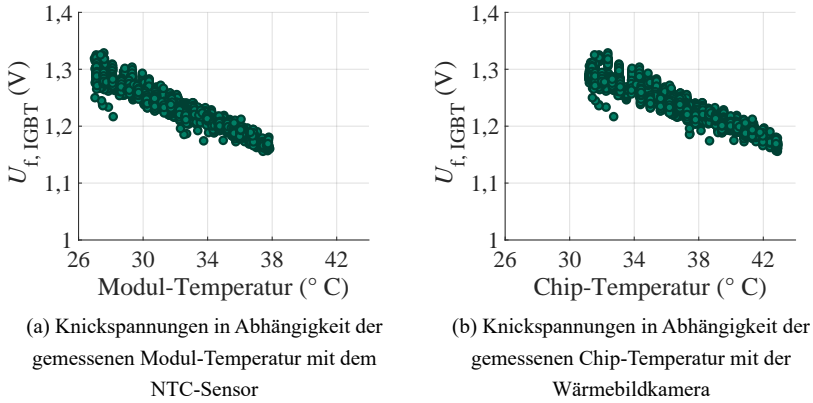 1,4
1,3
1,2
1,1
1
U f, IGBT (V)
26 30 34 38 42
Modul-Temperatur (° C)
(a) Knickspannungen in Abhängigkeit der
gemessenen Modul-Temperatur mit dem
NTC-Sensor
1,4
1,3
1,2
1,1
1
U f, IGBT (V)
26 30 34 38 42
Chip-Temperatur (° C)
(b) Knickspannungen in Abhängigkeit der
gemessenen Chip-Temperatur mit der
Wärmebildkamera